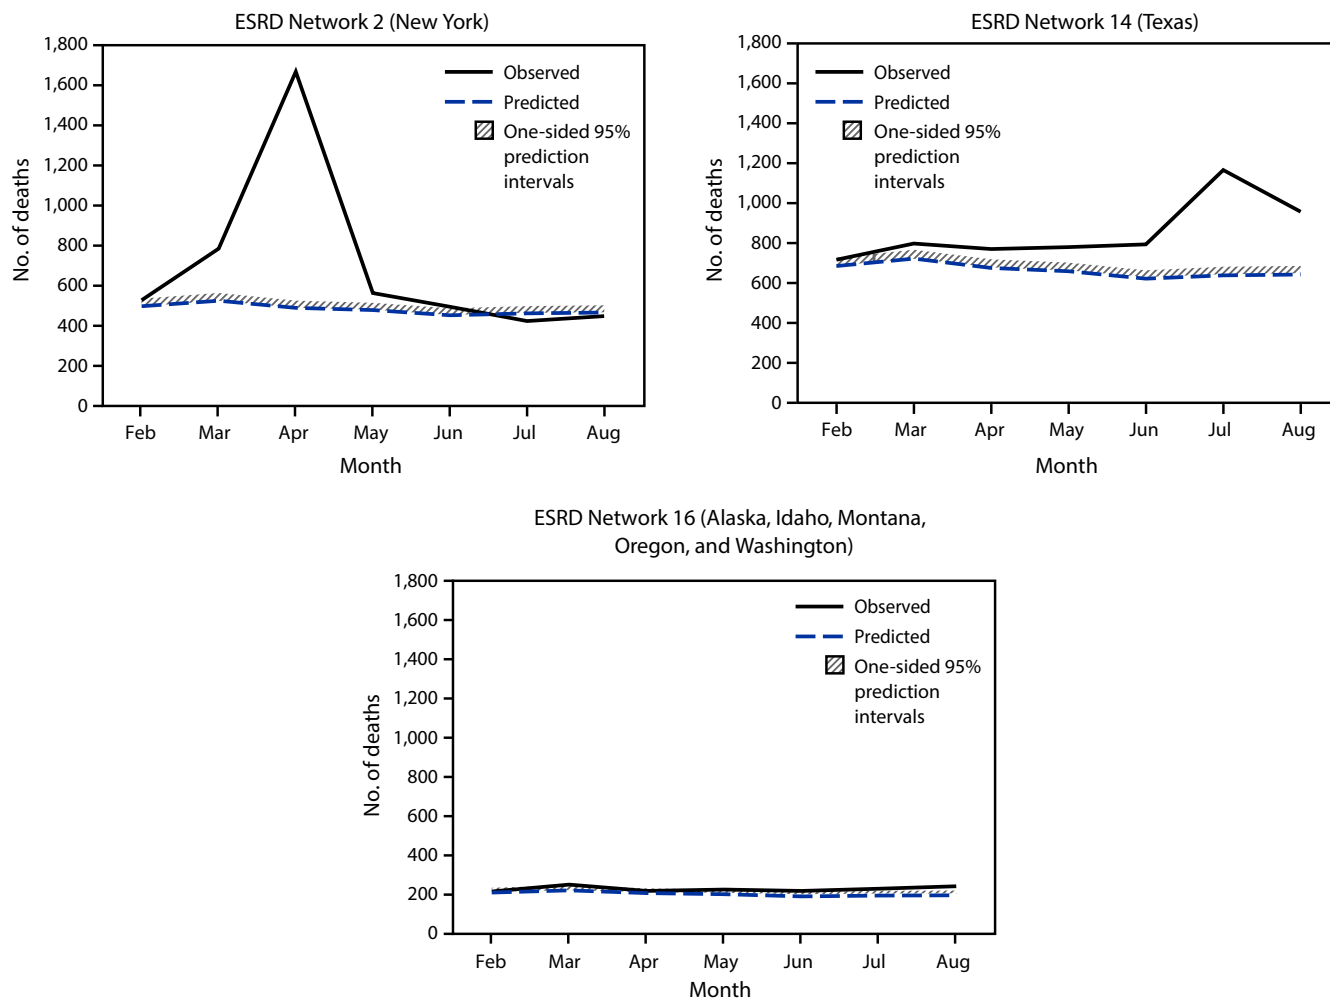 ESRD Network 2 (New York)
No. of deaths
1,800
1,600
1,400
1,200
1,000
800
600
400
200
0
Observed
Predicted
One-sided 95%
prediction
intervals
Feb Mar Apr May Jun Jul Aug
Month
ESRD Network 14 (Texas)
No. of deaths
1,800
1,600
1,400
1,200
1,000
800
600
400
200
0
Observed
Predicted
One-sided 95%
prediction
intervals
Feb Mar Apr May Jun Jul Aug
Month
ESRD Network 16 (Alaska, Idaho, Montana,
Oregon, and Washington)
No. of deaths
1,800
1,600
1,400
1,200
1,000
800
600
400
200
0
Observed
Predicted
One-sided 95%
prediction
intervals
Feb Mar Apr May Jun Jul Aug
Month